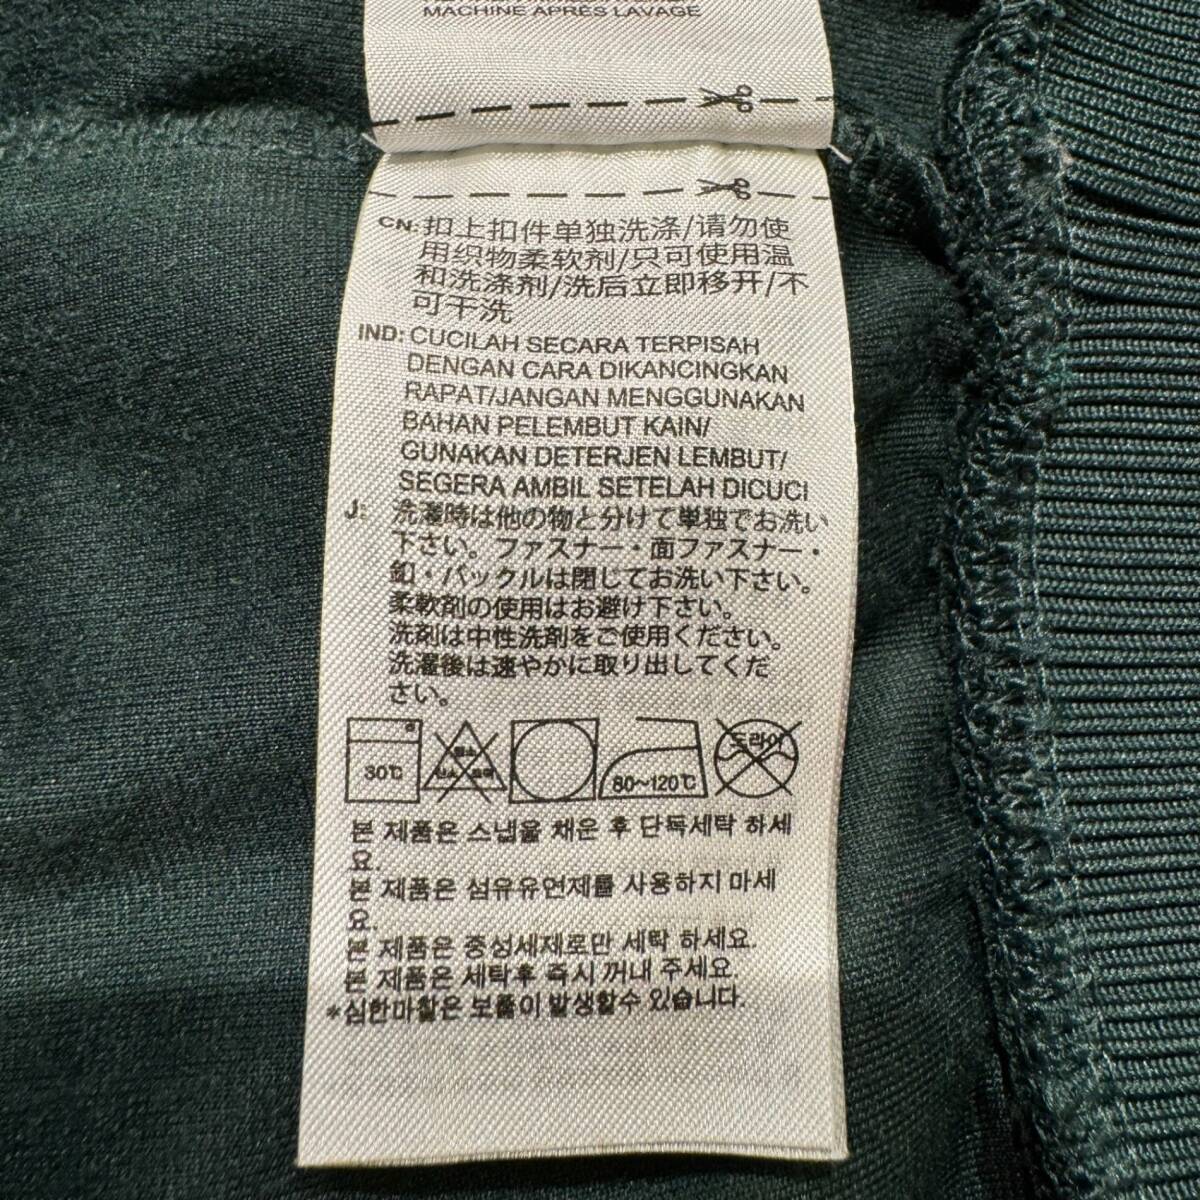 MACHINE APRÈS LAVAGE
CN: 扣上扣件单独洗涤/请勿使
用织物柔软剂/只可使用温
和洗涤剂/洗后立即移开/不
可干洗
IND: CUCILAH SECARA TERPISAH
DENGAN CARA DIKANCINGKAN
RAPAT/JANGAN MENGGUNAKAN
BAHAN PELEMBUT KAIN/
GUNAKAN DETERJEN LEMBUT/
SEGERA AMBIL SETELAH DICUCI
J: 洗濯時は他の物と分けて単独でお洗い
下さい。ファスナー・面ファスナー・
釦・バックルは閉じてお洗い下さい。
柔軟剤の使用はお避け下さい。
洗剤は中性洗剤をご使用ください。
洗濯後は速やかに取り出してくだ
さい。
30℃
80~120℃
드라이
본 제품은 스냅을 채운 후 단독세탁 하세
요.
본 제품은 섬유유연제를 사용하지 마세
요.
본 제품은 중성세제로만 세탁 하세요.
본 제품은 세탁후 즉시 꺼내 주세요.
*심한마찰은 보풀이 발생할수 있습니다.